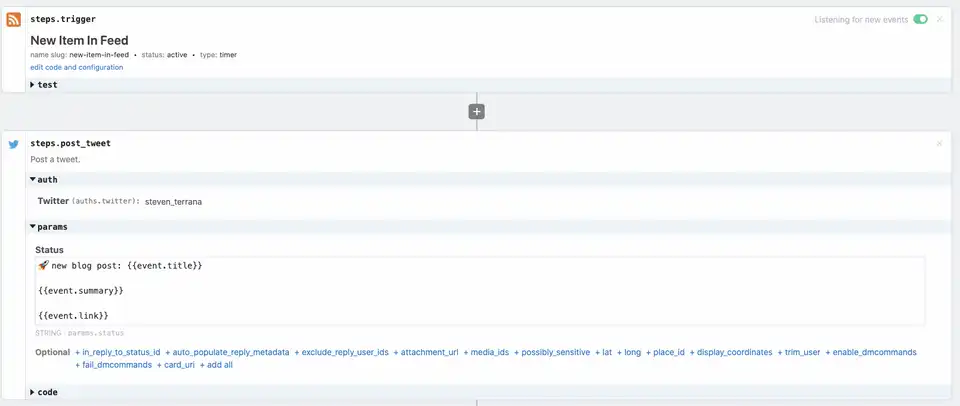 steps.trigger
Listening for new events
New Item In Feed
name slug: new-item-in-feed • status: active • type: timer
edit code and configuration
test
steps.post_tweet
Post a tweet.
auth
Twitter (auths.twitter): steven_terrana
params
Status
🚀 new blog post: {{event.title}}
{{event.summary}}
{{event.link}}
STRING · params.status
Optional + in_reply_to_status_id + auto_populate_reply_metadata + exclude_reply_user_ids + attachment_url + media_ids + possibly_sensitive + lat + long + place_id + display_coordinates + trim_user + enable_dmcommands
+ fail_dmcommands + card_uri + add all
code